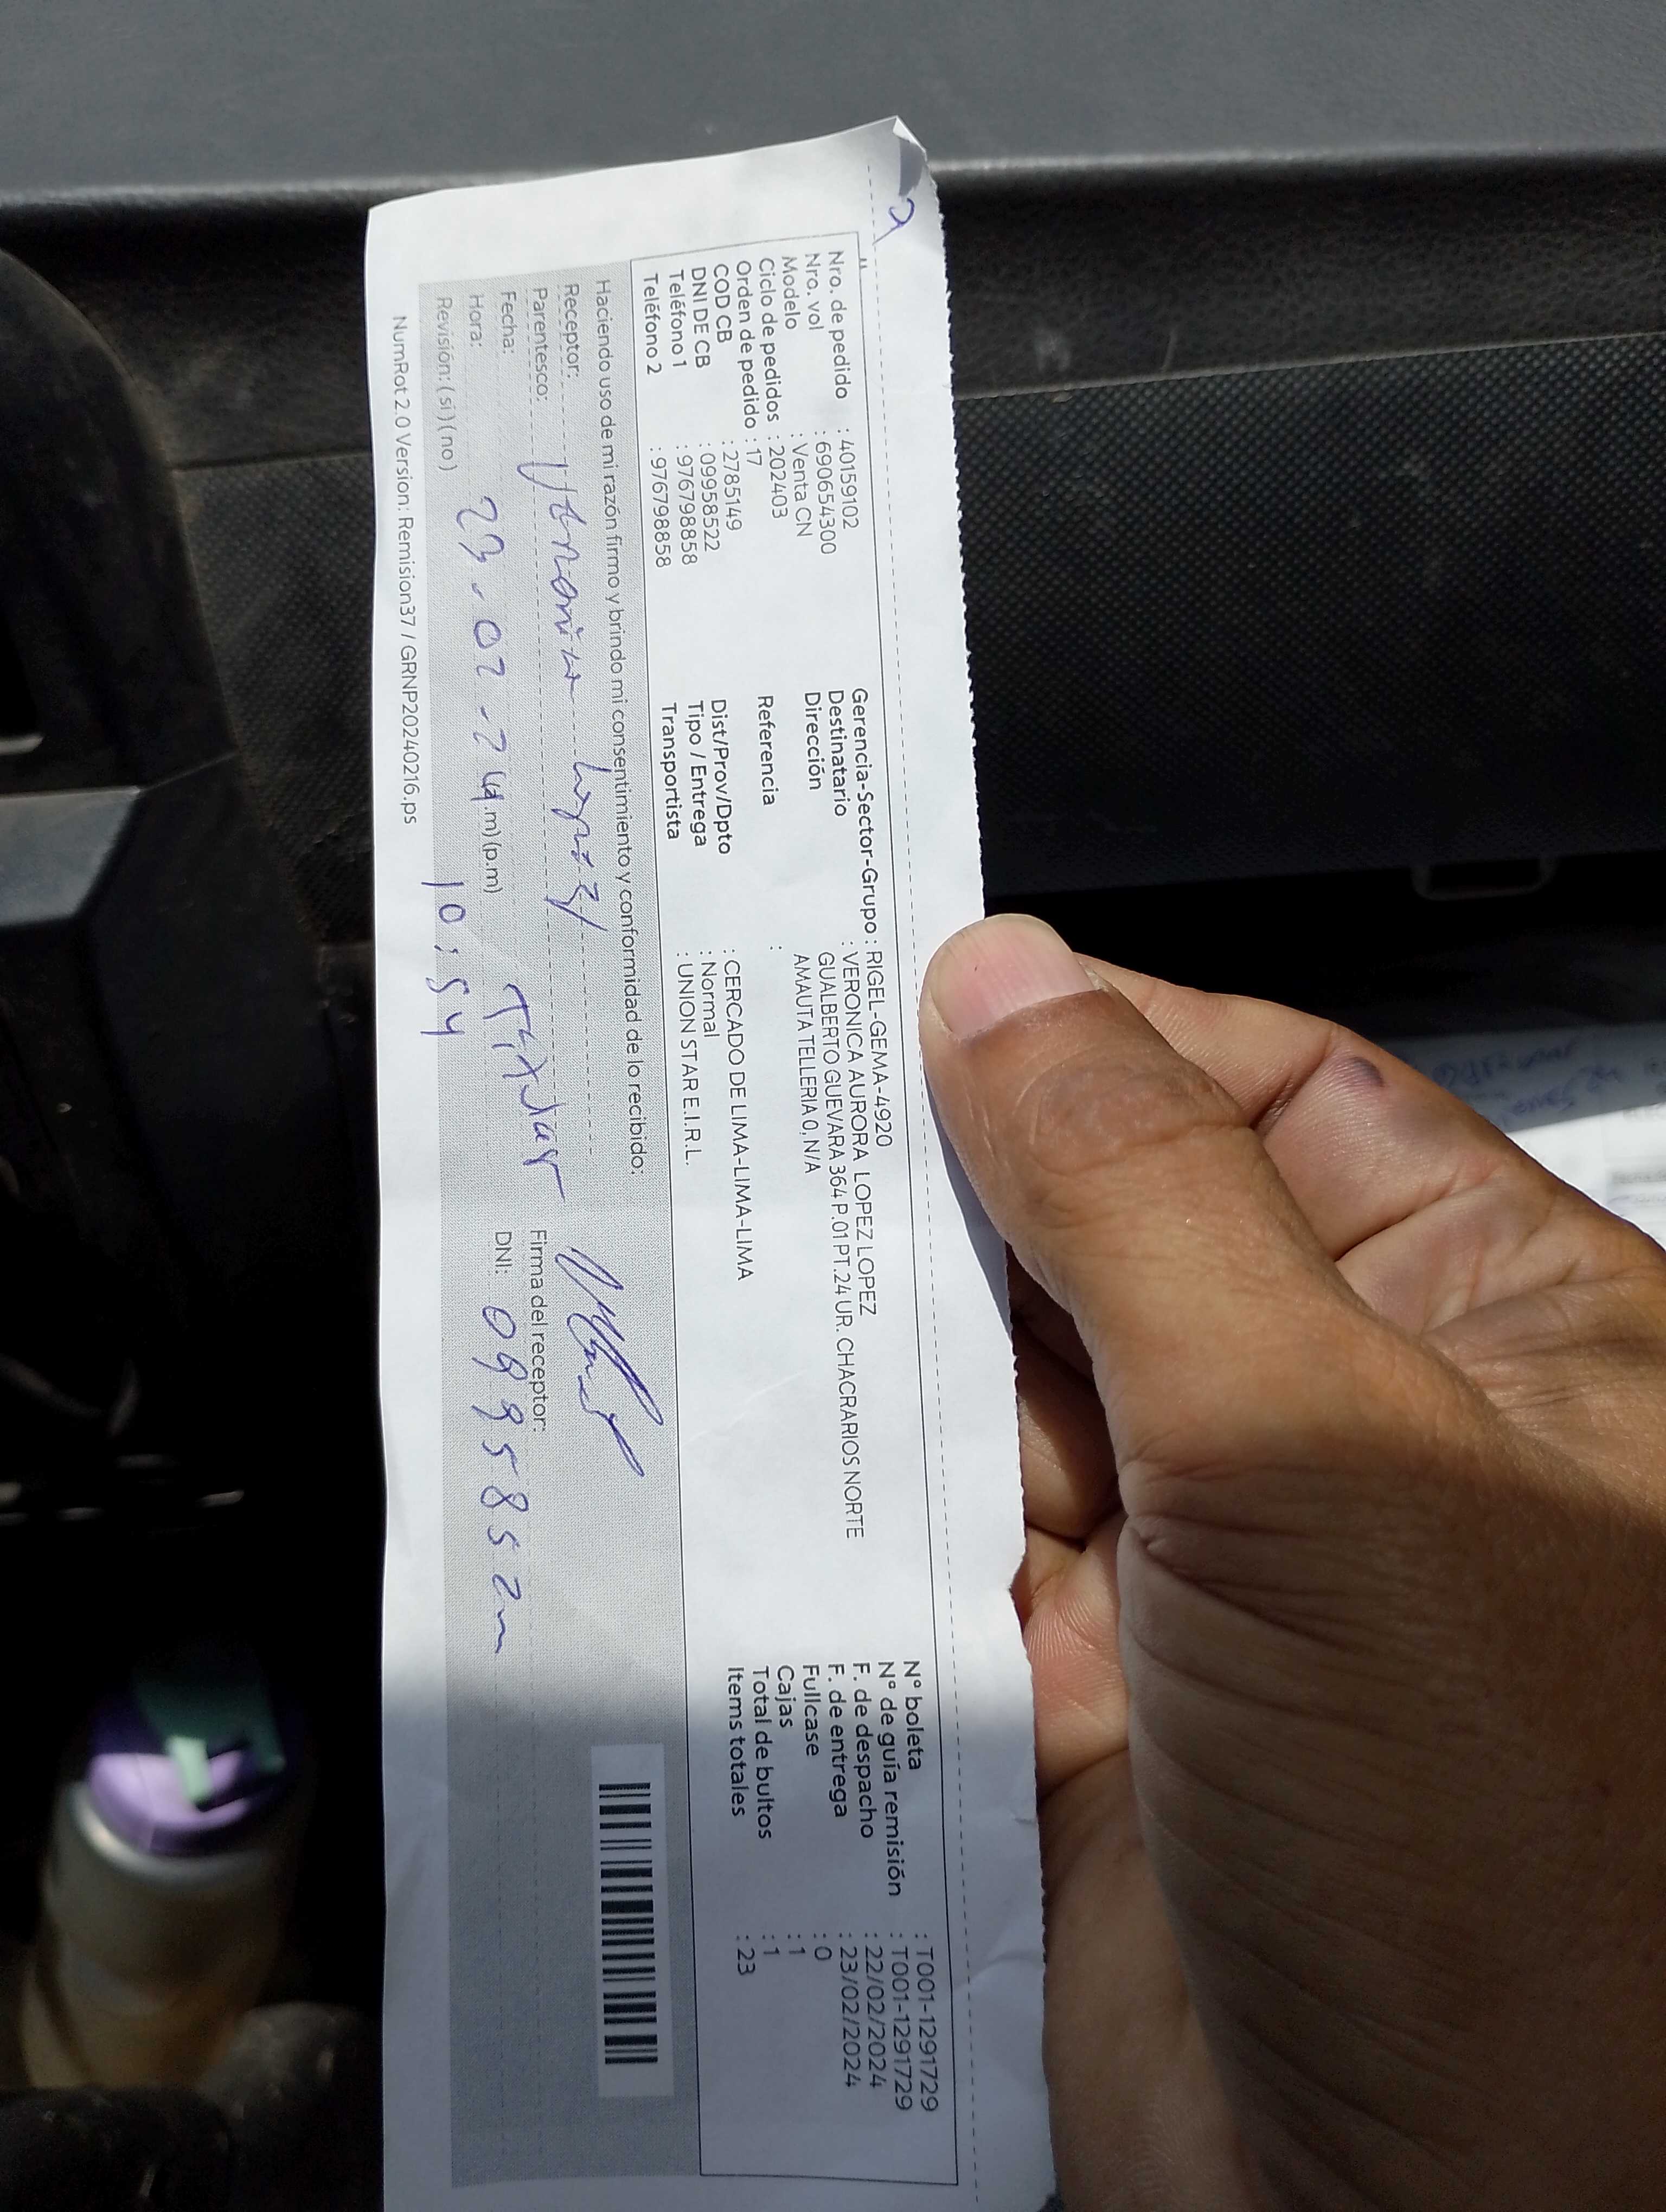 Nro. de pedido : 40159102
Nro. vol : 690654300
Modelo : Venta CN
Ciclo de pedidos : 202403
Orden de pedido : 17
COD CB : 2785149
DNI DE CB : 09958522
Teléfono 1 : 976798858
Teléfono 2 : 976798858
Gerencia-Sector-Grupo : RIGEL-GEMA-4920
Destinatario : VERONICA AURORA LOPEZ LOPEZ
Dirección GUALBERTO GUEVARA 364 P.01 PT.24 UR. CHACRARIOS NORTE
AMAUTA TELLERIA 0, N/A
Referencia :
Dist/Prov/Dpto : CERCADO DE LIMA-LIMA-LIMA
Tipo / Entrega : Normal
Transportista : UNION STAR E.I.R.L.
N° boleta : T001-1291729
N° de guía remisión : T001-1291729
F. de despacho : 22/02/2024
F. de entrega : 23/02/2024
Fullcase : 0
Cajas : 1
Total de bultos : 1
Items totales : 23
Haciendo uso de mi razón firmo y brindo mi consentimiento y conformidad de lo recibido:
Receptor: Veronica Lopez
Parentesco: Titular
Firma del receptor:
Fecha: 23.02-24
DNI: 09958522
Hora: .m) (p.m) 10:54
Revisión: ( si ) ( no )
NumRot 2.0 Version: Remision37 / GRNP20240216.ps